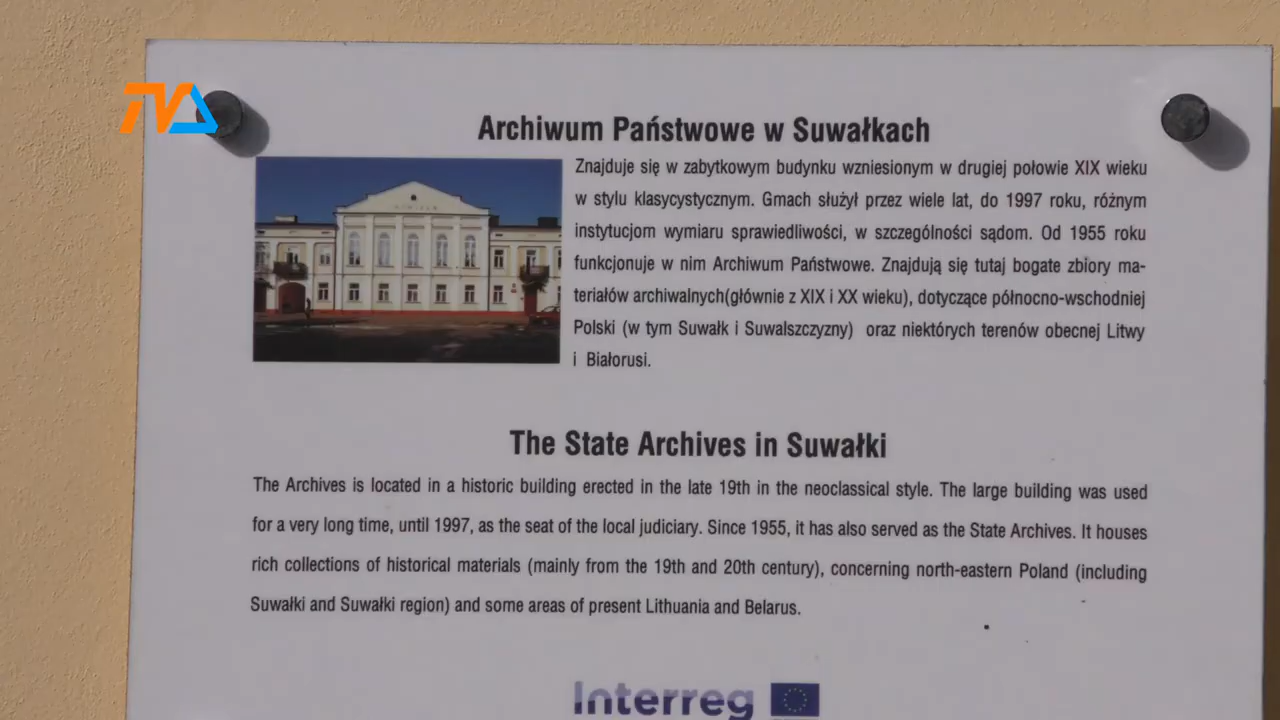 TVA
Archiwum Państwowe w Suwałkach
Znajduje się w zabytkowym budynku wzniesionym w drugiej połowie XIX wieku
w stylu klasycystycznym. Gmach służył przez wiele lat, do 1997 roku, różnym
instytucjom wymiaru sprawiedliwości, w szczególności sądom. Od 1955 roku
funkcjonuje w nim Archiwum Państwowe. Znajdują się tutaj bogate zbiory ma-
teriałów archiwalnych(głównie z XIX i XX wieku), dotyczące północno-wschodniej
Polski (w tym Suwałk i Suwalszczyzny) oraz niektórych terenów obecnej Litwy
i Białorusi.
The State Archives in Suwałki
The Archives is located in a historic building erected in the late 19th in the neoclassical style. The large building was used
for a very long time, until 1997, as the seat of the local judiciary. Since 1955, it has also served as the State Archives. It houses
rich collections of historical materials (mainly from the 19th and 20th century), concerning north-eastern Poland (including
Suwałki and Suwałki region) and some areas of present Lithuania and Belarus.
Interreg